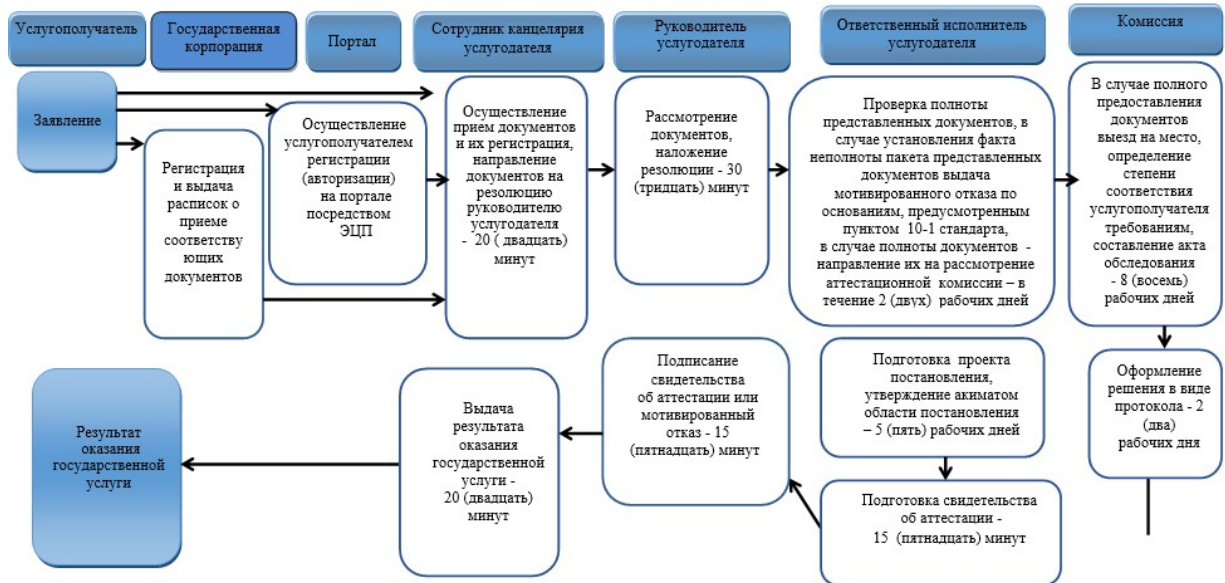 Услугополучатель
Государственная
корпорация
Портал
Сотрудник канцелярия
услугодателя
Руководитель
услугодателя
Ответственный исполнитель
услугодателя
Комиссия
Заявление
Регистрация
и выдача
расписок о
приеме
соответству
ющих
документов
Осуществление
услугополучателем
регистрации
(авторизации)
на портале
посредством
ЭЦП
Осуществление
прием документов
и их регистрация,
направление
документов на
резолюцию
руководителю
услугодателя
- 20 ( двадцать)
минут
Рассмотрение
документов,
наложение
резолюции - 30
(тридцать) минут
Проверка полноты
представленных документов, в
случае установления факта
неполноты пакета представленных
документов выдача
мотивированного отказа по
основаниям, предусмотренным
пунктом 10-1 стандарта,
в случае полноты документов -
направление их на рассмотрение
аттестационной комиссии – в
течение 2 (двух) рабочих дней
В случае полного
предоставления
документов
выезд на место,
определение
степени
соответствия
услугополучателя
требованиям,
составление акта
обследования
- 8 (восемь)
рабочих дней
Результат
оказания
государственной
услуги
Выдача
результата
оказания
государственной
услуги -
20 (двадцать)
минут
Подписание
свидетельства
об аттестации или
мотивированный
отказ - 15
(пятнадцать) минут
Подготовка проекта
постановления,
утверждение акиматом
области постановления
– 5 (пять) рабочих дней
Подготовка свидетельства
об аттестации -
15 (пятнадцать) минут
Оформление
решения в виде
протокола - 2
(два)
рабочих дня